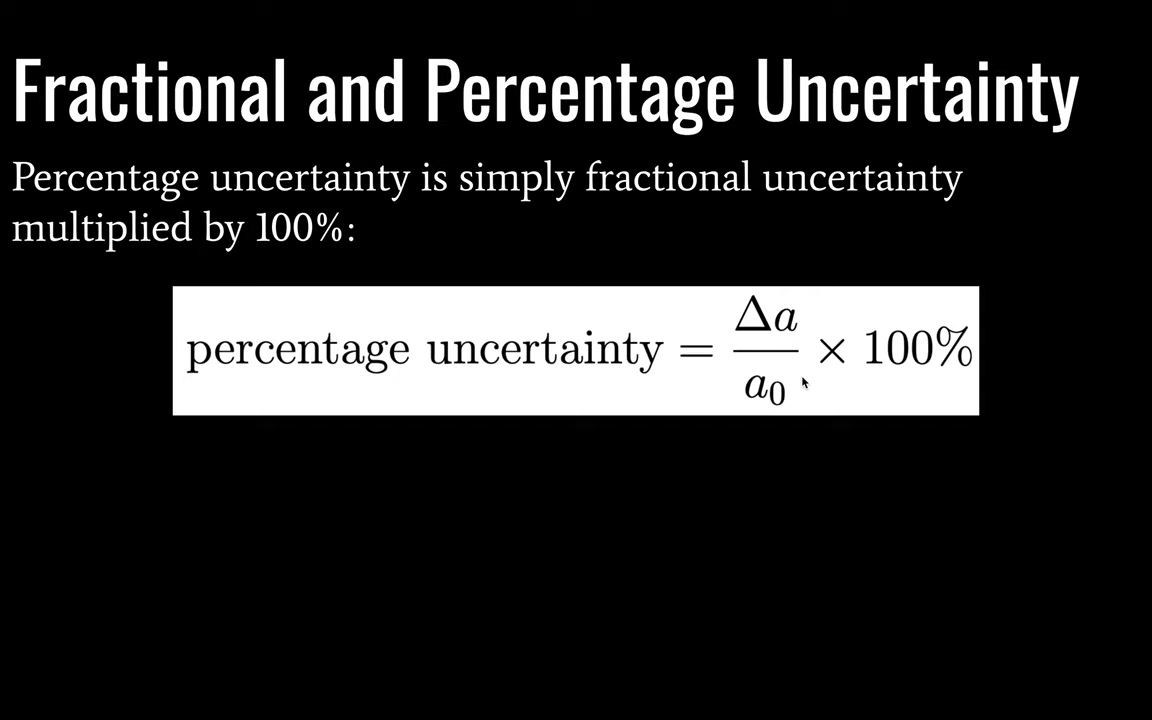 Fractional and Percentage Uncertainty
Percentage uncertainty is simply fractional uncertainty
multiplied by 100%:
percentage uncertainty = Δa/a₀ × 100%